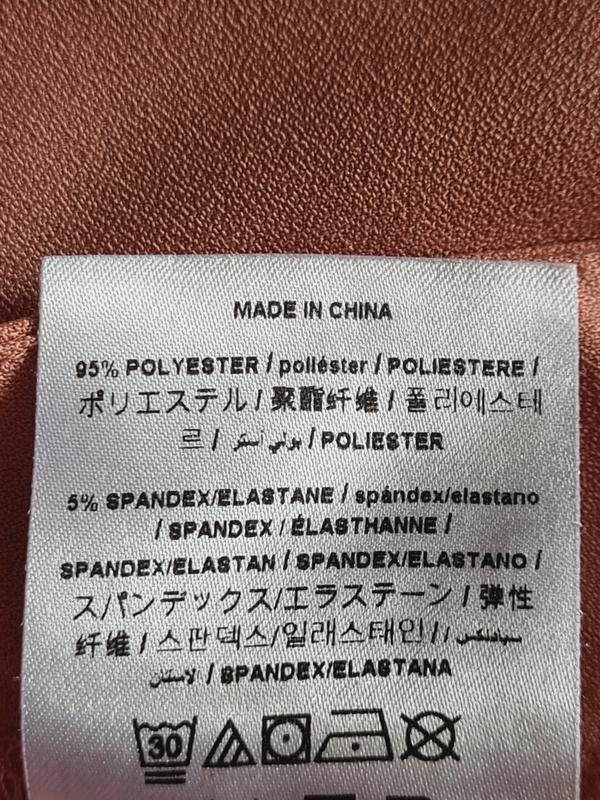 MADE IN CHINA
95% POLYESTER / poliéster / POLIESTERE /
ポリエステル / 聚酯纤维 / 폴리에스테
르 / بولي أستر / POLIESTER
5% SPANDEX/ELASTANE / spándex/elastano
/ SPANDEX / ÉLASTHANNE /
SPANDEX/ELASTAN / SPANDEX/ELASTANO /
スパンデックス/エラステーン / 弹性
纤维 / 스판덱스/일래스태인 / /
/ SPANDEX/ELASTANA
30